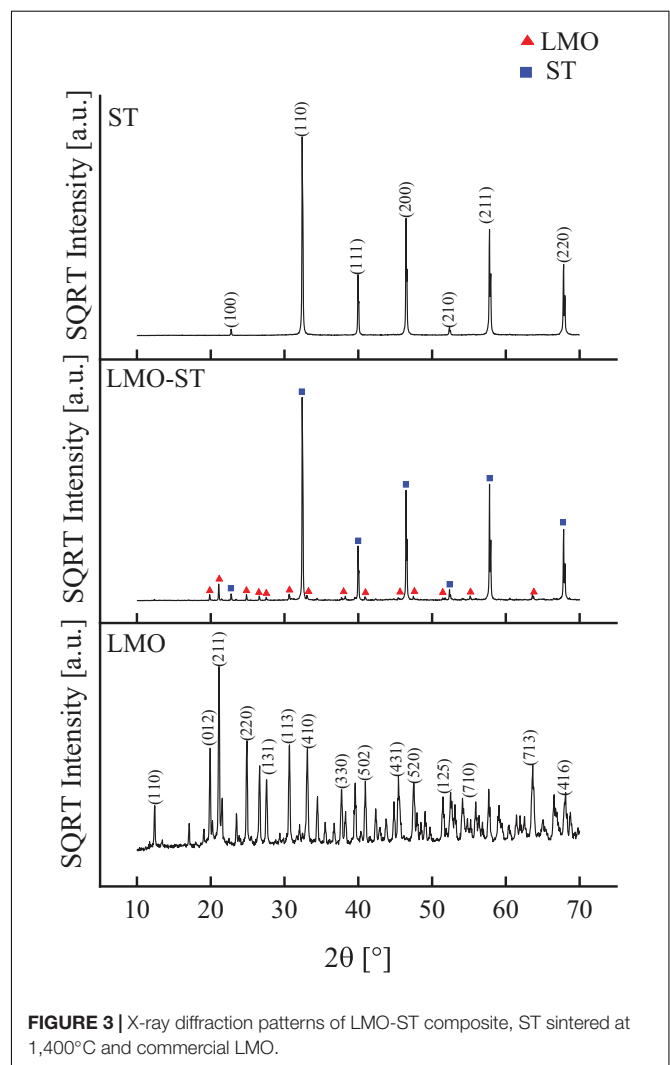 ▲ LMO
■ ST
ST
SQRT Intensity [a.u.]
(100)
(110)
(111)
(200)
(210)
(211)
(220)
LMO-ST
SQRT Intensity [a.u.]
LMO
SQRT Intensity [a.u.]
(110)
(012)
(211)
(220)
(131)
(113)
(410)
(330)
(502)
(431)
(520)
(125)
(710)
(713)
(416)
10 20 30 40 50 60 70
2θ [°]
FIGURE 3 | X-ray diffraction patterns of LMO-ST composite, ST sintered at
1,400°C and commercial LMO.